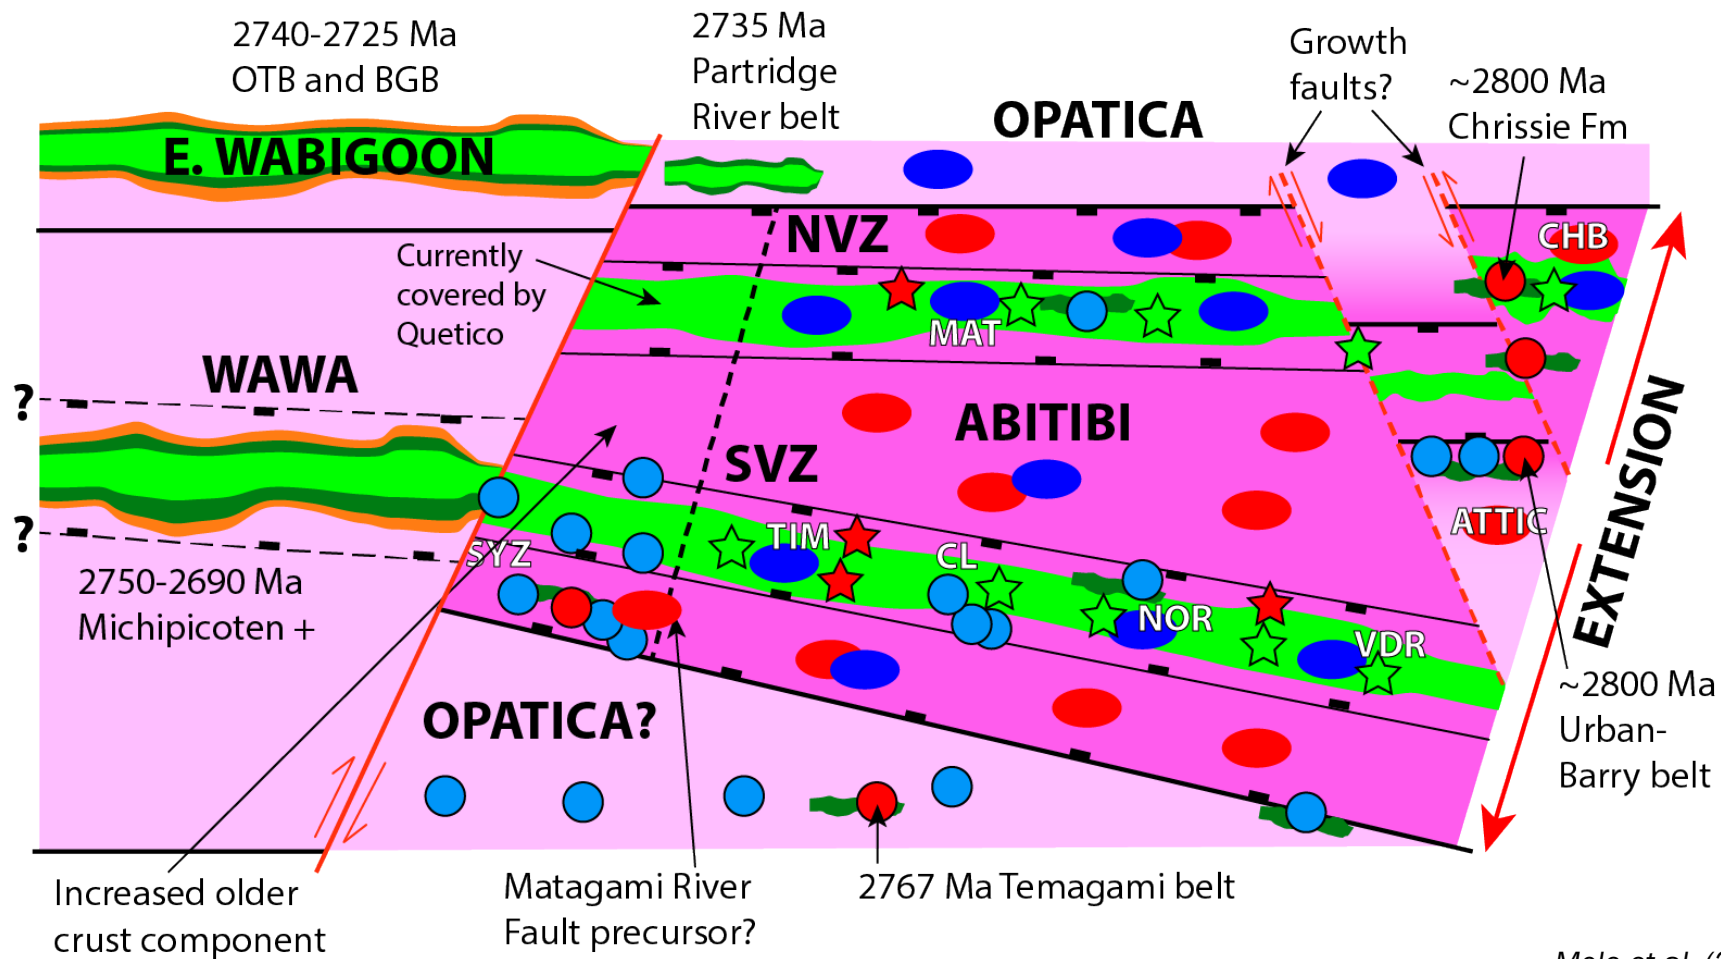 2740-2725 Ma
OTB and BGB
2735 Ma
Partridge
River belt
OPATICA
Growth
faults?
~2800 Ma
Chrissie Fm
E. WABIGOON
NVZ
CHB
Currently
covered by
Quetico
MAT
WAWA
?
ABITIBI
SVZ
EXTENSION
?
TIM
CL
SYZ
ATTIC
2750-2690 Ma
Michipicoten +
NOR
VDR
~2800 Ma
Urban-
Barry belt
OPATICA?
Increased older
crust component
Matagami River
Fault precursor?
2767 Ma Temagami belt